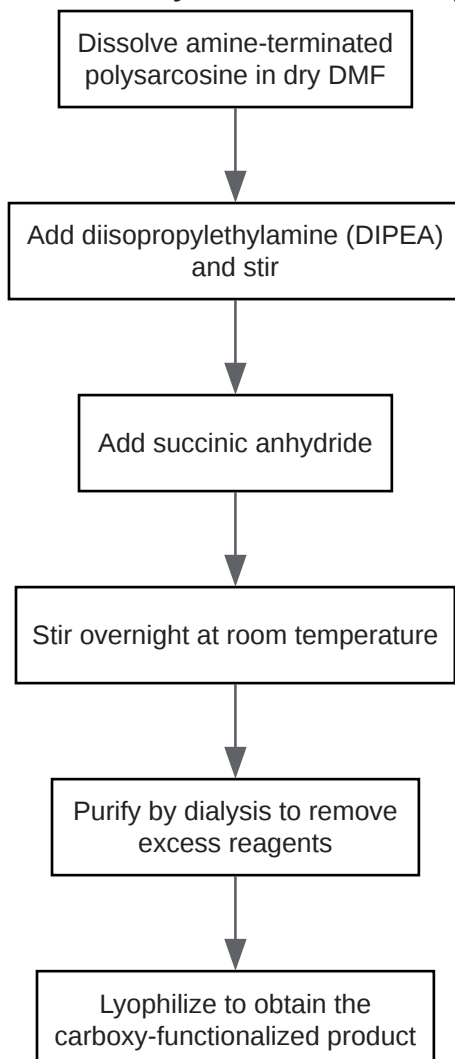 Dissolve amine-terminated
polysarcosine in dry DMF
Add diisopropylethylamine (DIPEA)
and stir
Add succinic anhydride
Stir overnight at room temperature
Purify by dialysis to remove
excess reagents
Lyophilize to obtain the
carboxy-functionalized product